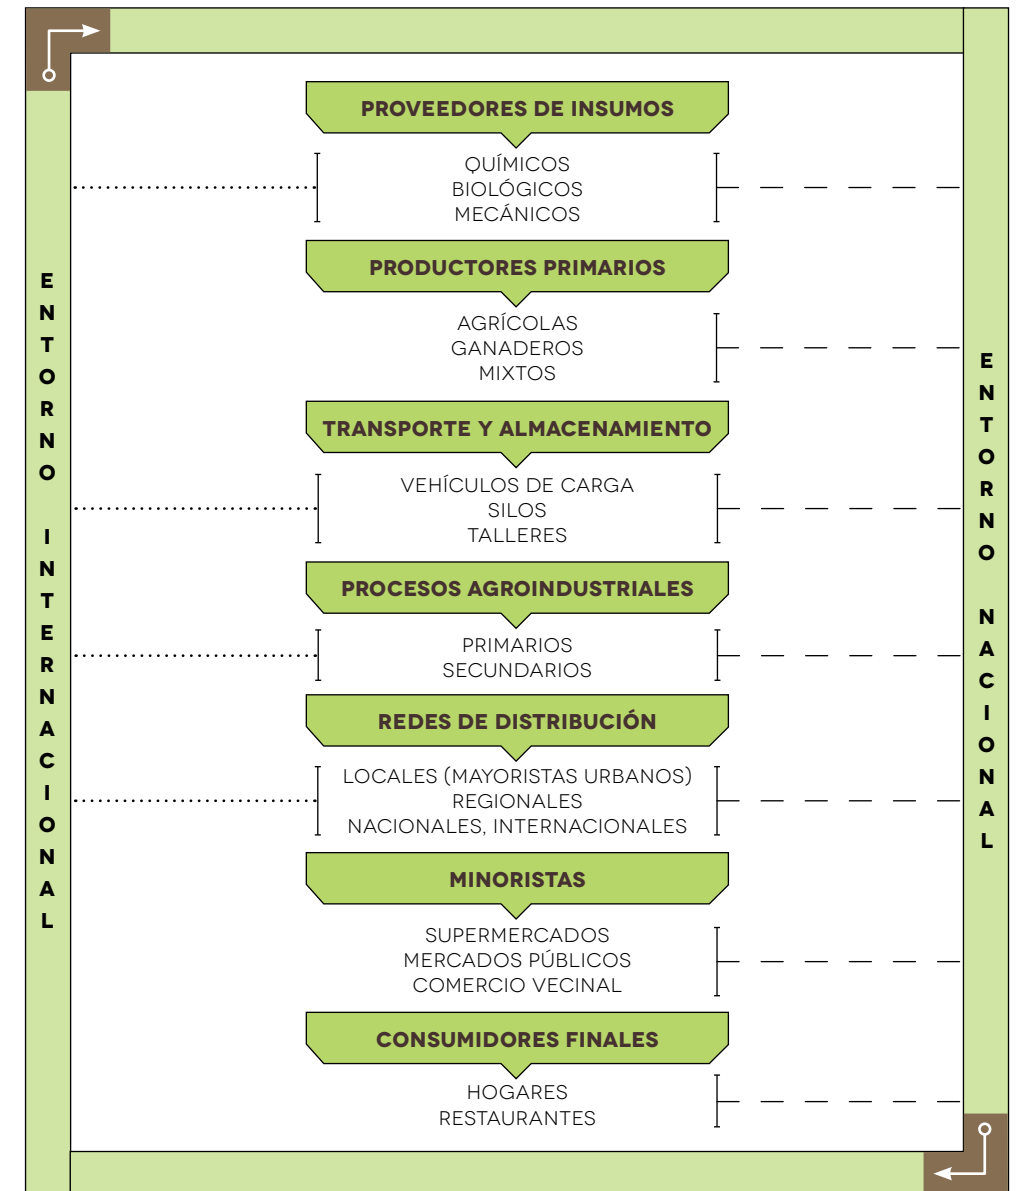 PROVEEDORES DE INSUMOS
QUÍMICOS
BIOLÓGICOS
MECÁNICOS
PRODUCTORES PRIMARIOS
AGRÍCOLAS
GANADEROS
MIXTOS
TRANSPORTE Y ALMACENAMIENTO
VEHÍCULOS DE CARGA
SILOS
TALLERES
PROCESOS AGROINDUSTRIALES
PRIMARIOS
SECUNDARIOS
REDES DE DISTRIBUCIÓN
LOCALES (MAYORISTAS URBANOS)
REGIONALES
NACIONALES, INTERNACIONALES
MINORISTAS
SUPERMERCADOS
MERCADOS PÚBLICOS
COMERCIO VECINAL
CONSUMIDORES FINALES
HOGARES
RESTAURANTES
ENTORNO INTERNACIONAL
ENTORNO NACIONAL